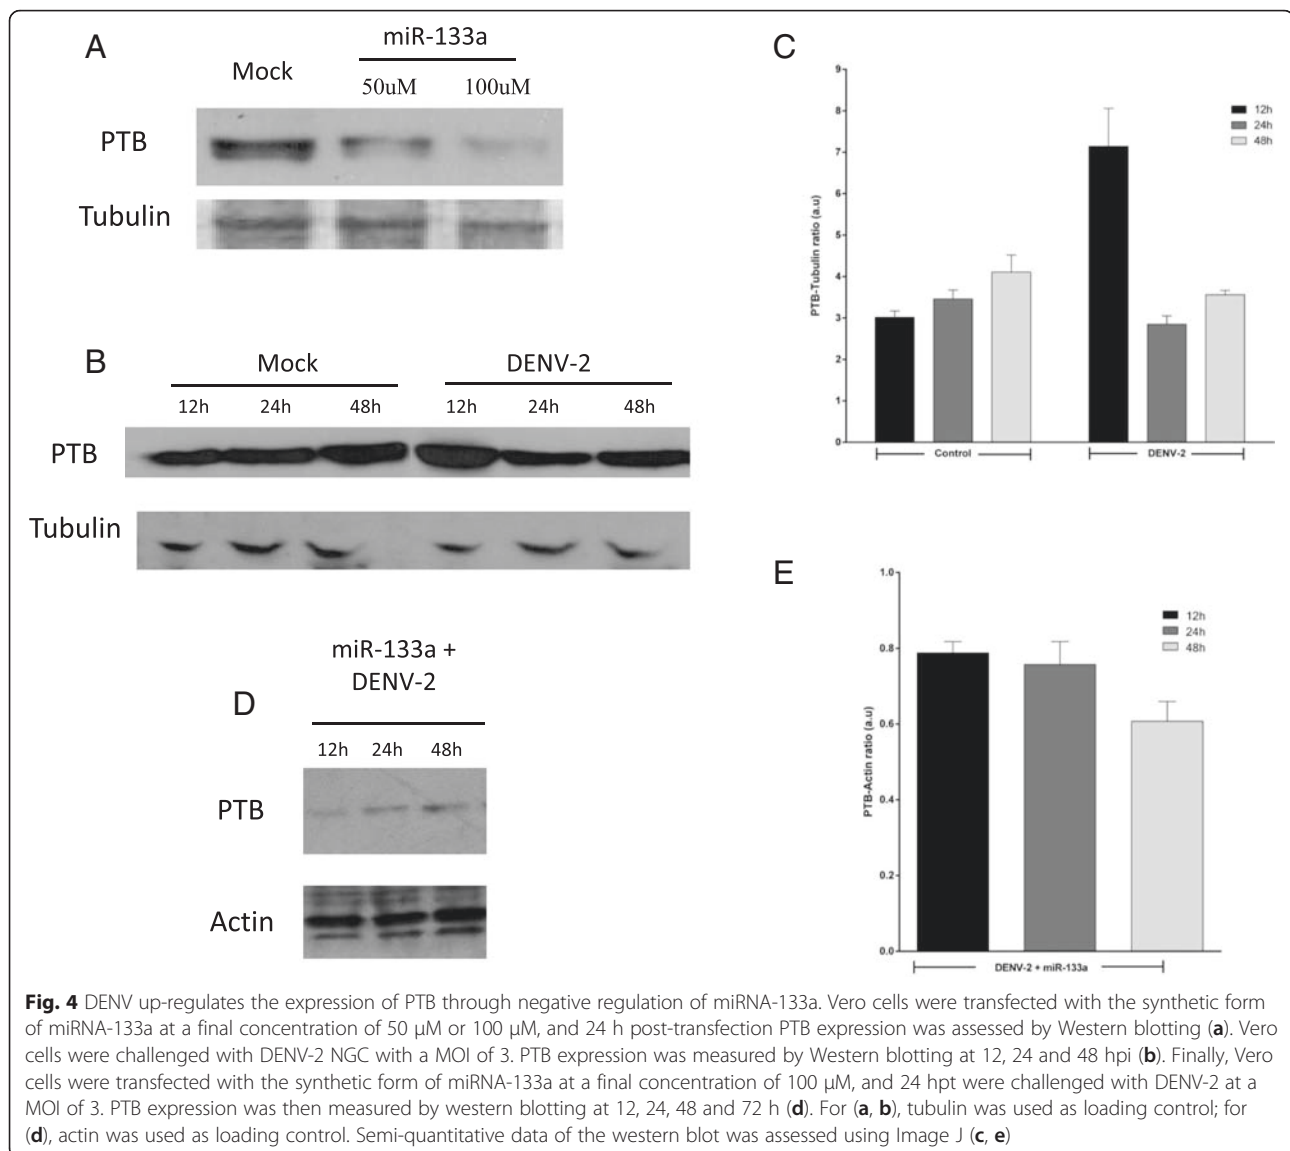 A
miR-133a
Mock
50uM
100uM
PTB
Tubulin
B
Mock
DENV-2
12h
24h
48h
12h
24h
48h
PTB
Tubulin
miR-133a +
DENV-2
D
12h
24h
48h
PTB
Actin
C
9
8
7
6
5
4
3
2
1
0
PTB-Tubulin ratio (a.u)
12h
24h
48h
Control
DENV-2
E
1.0
0.8
0.6
0.4
0.2
0.0
PTB-Actin ratio (a.u)
12h
24h
48h
DENV-2 + miR-133a
Fig. 4 DENV up-regulates the expression of PTB through negative regulation of miRNA-133a. Vero cells were transfected with the synthetic form
of miRNA-133a at a final concentration of 50 μM or 100 μM, and 24 h post-transfection PTB expression was assessed by Western blotting (a). Vero
cells were challenged with DENV-2 NGC with a MOI of 3. PTB expression was measured by Western blotting at 12, 24 and 48 hpi (b). Finally, Vero
cells were transfected with the synthetic form of miRNA-133a at a final concentration of 100 μM, and 24 hpt were challenged with DENV-2 at a
MOI of 3. PTB expression was then measured by western blotting at 12, 24, 48 and 72 h (d). For (a, b), tubulin was used as loading control; for
(d), actin was used as loading control. Semi-quantitative data of the western blot was assessed using Image J (c, e)